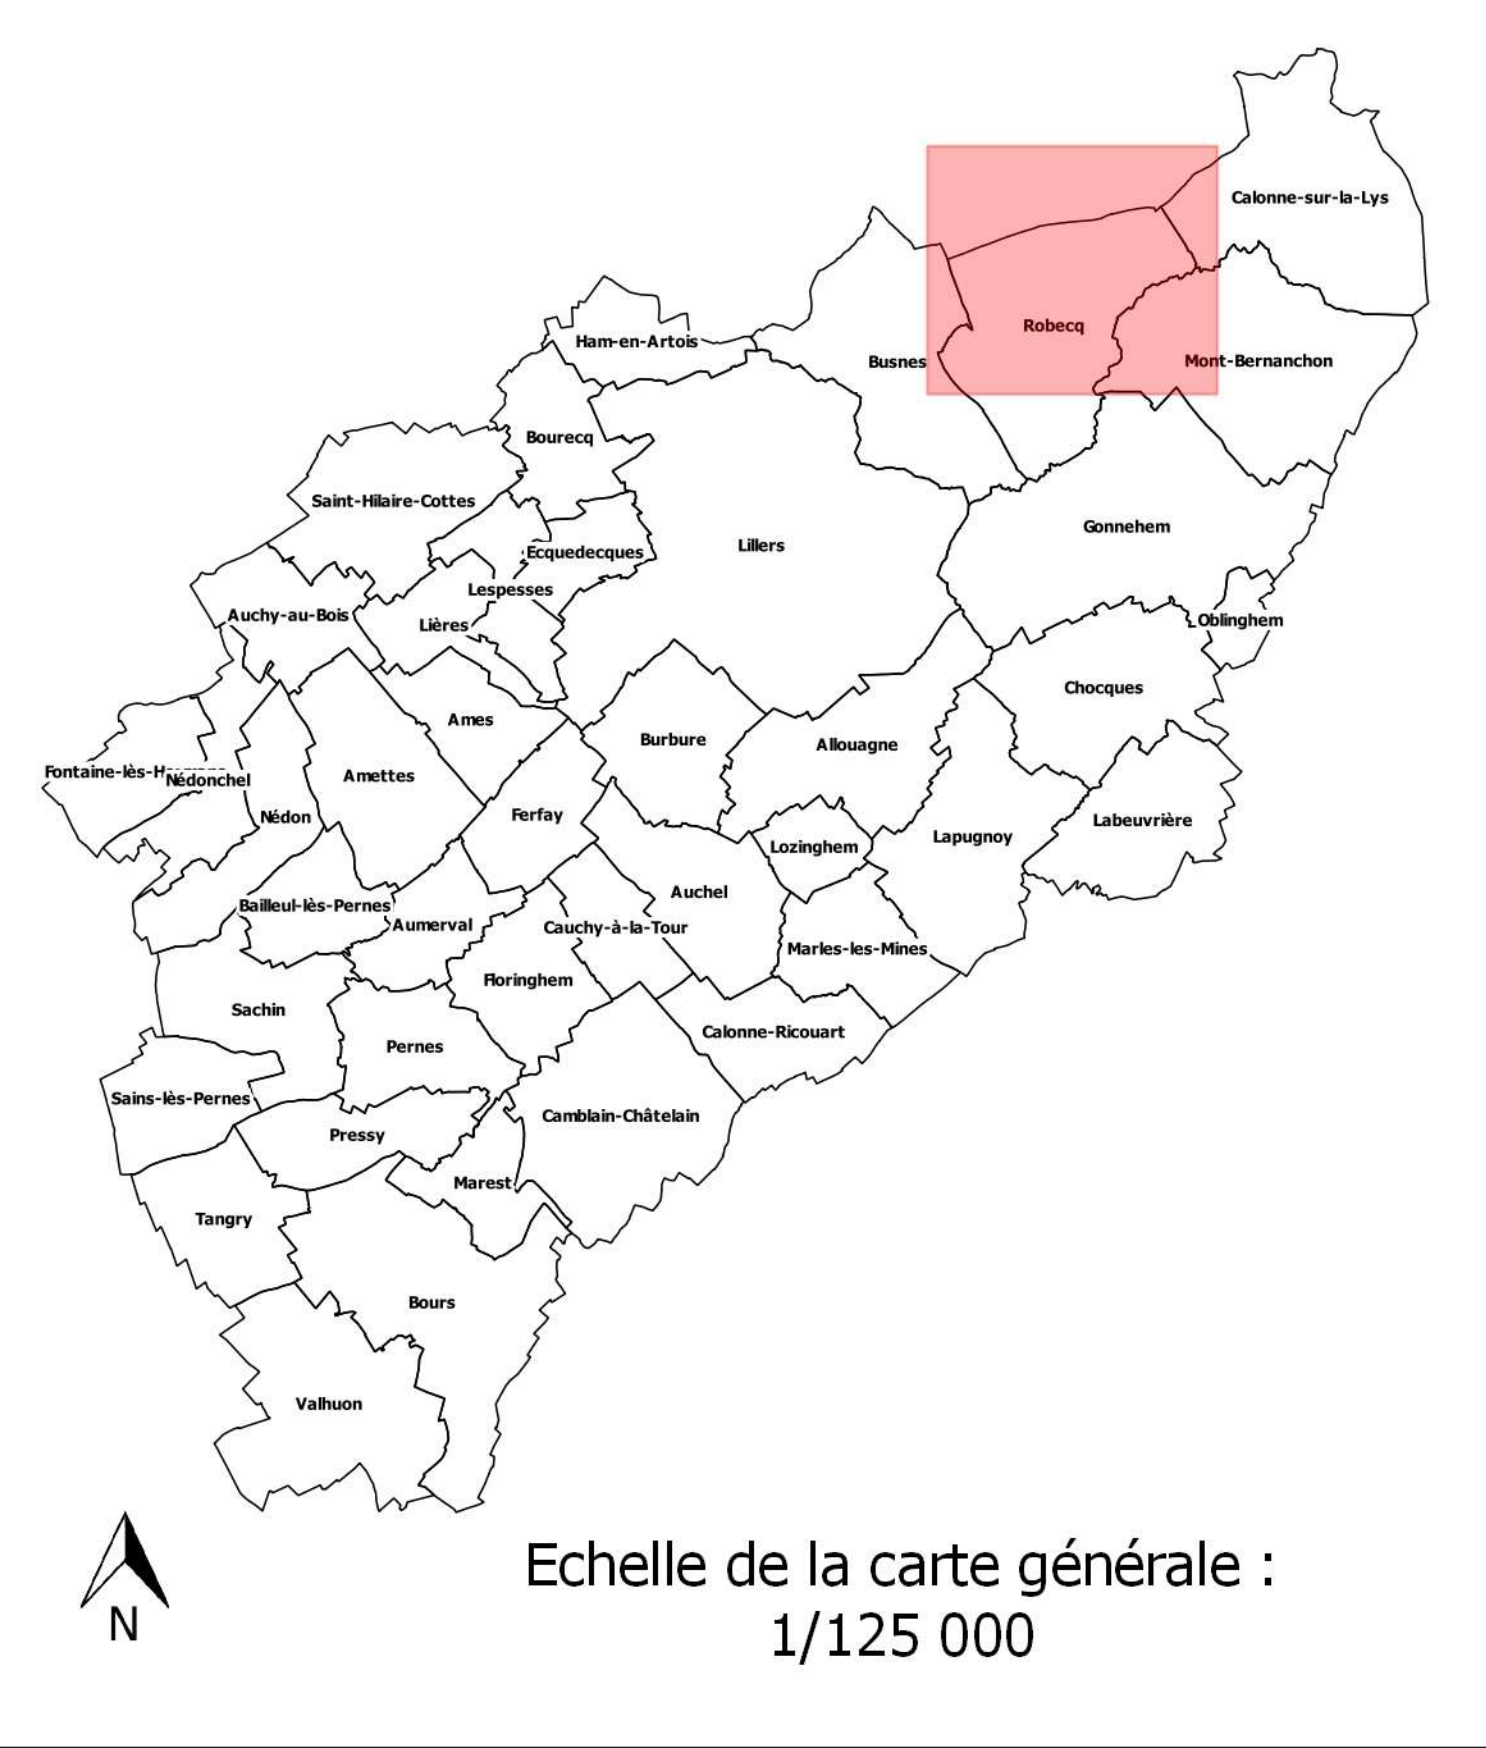 Calonne-sur-la-Lys
Robecq
Ham-en-Artois
Busnes
Mont-Bernanchon
Bourecq
Saint-Hilaire-Cottes
Gonnehem
Lillers
Ecquedecques
Lespesses
Auchy-au-Bois
Lières
Oblinghem
Chocques
Ames
Burbure
Allouagne
Fontaine-lès-H
Nédonchel
Amettes
Nédon
Ferfay
Labeuvrière
Lapugnoy
Lozinghem
Auchel
Bailleul-lès-Pernes
Aumerval
Cauchy-à-la-Tour
Marles-les-Mines
Floringhem
Sachin
Calonne-Ricouart
Pernes
Sains-lès-Pernes
Camblain-Châtelain
Pressy
Marest
Tangry
Bours
Valhuon
Echelle de la carte générale :
1/125 000
N